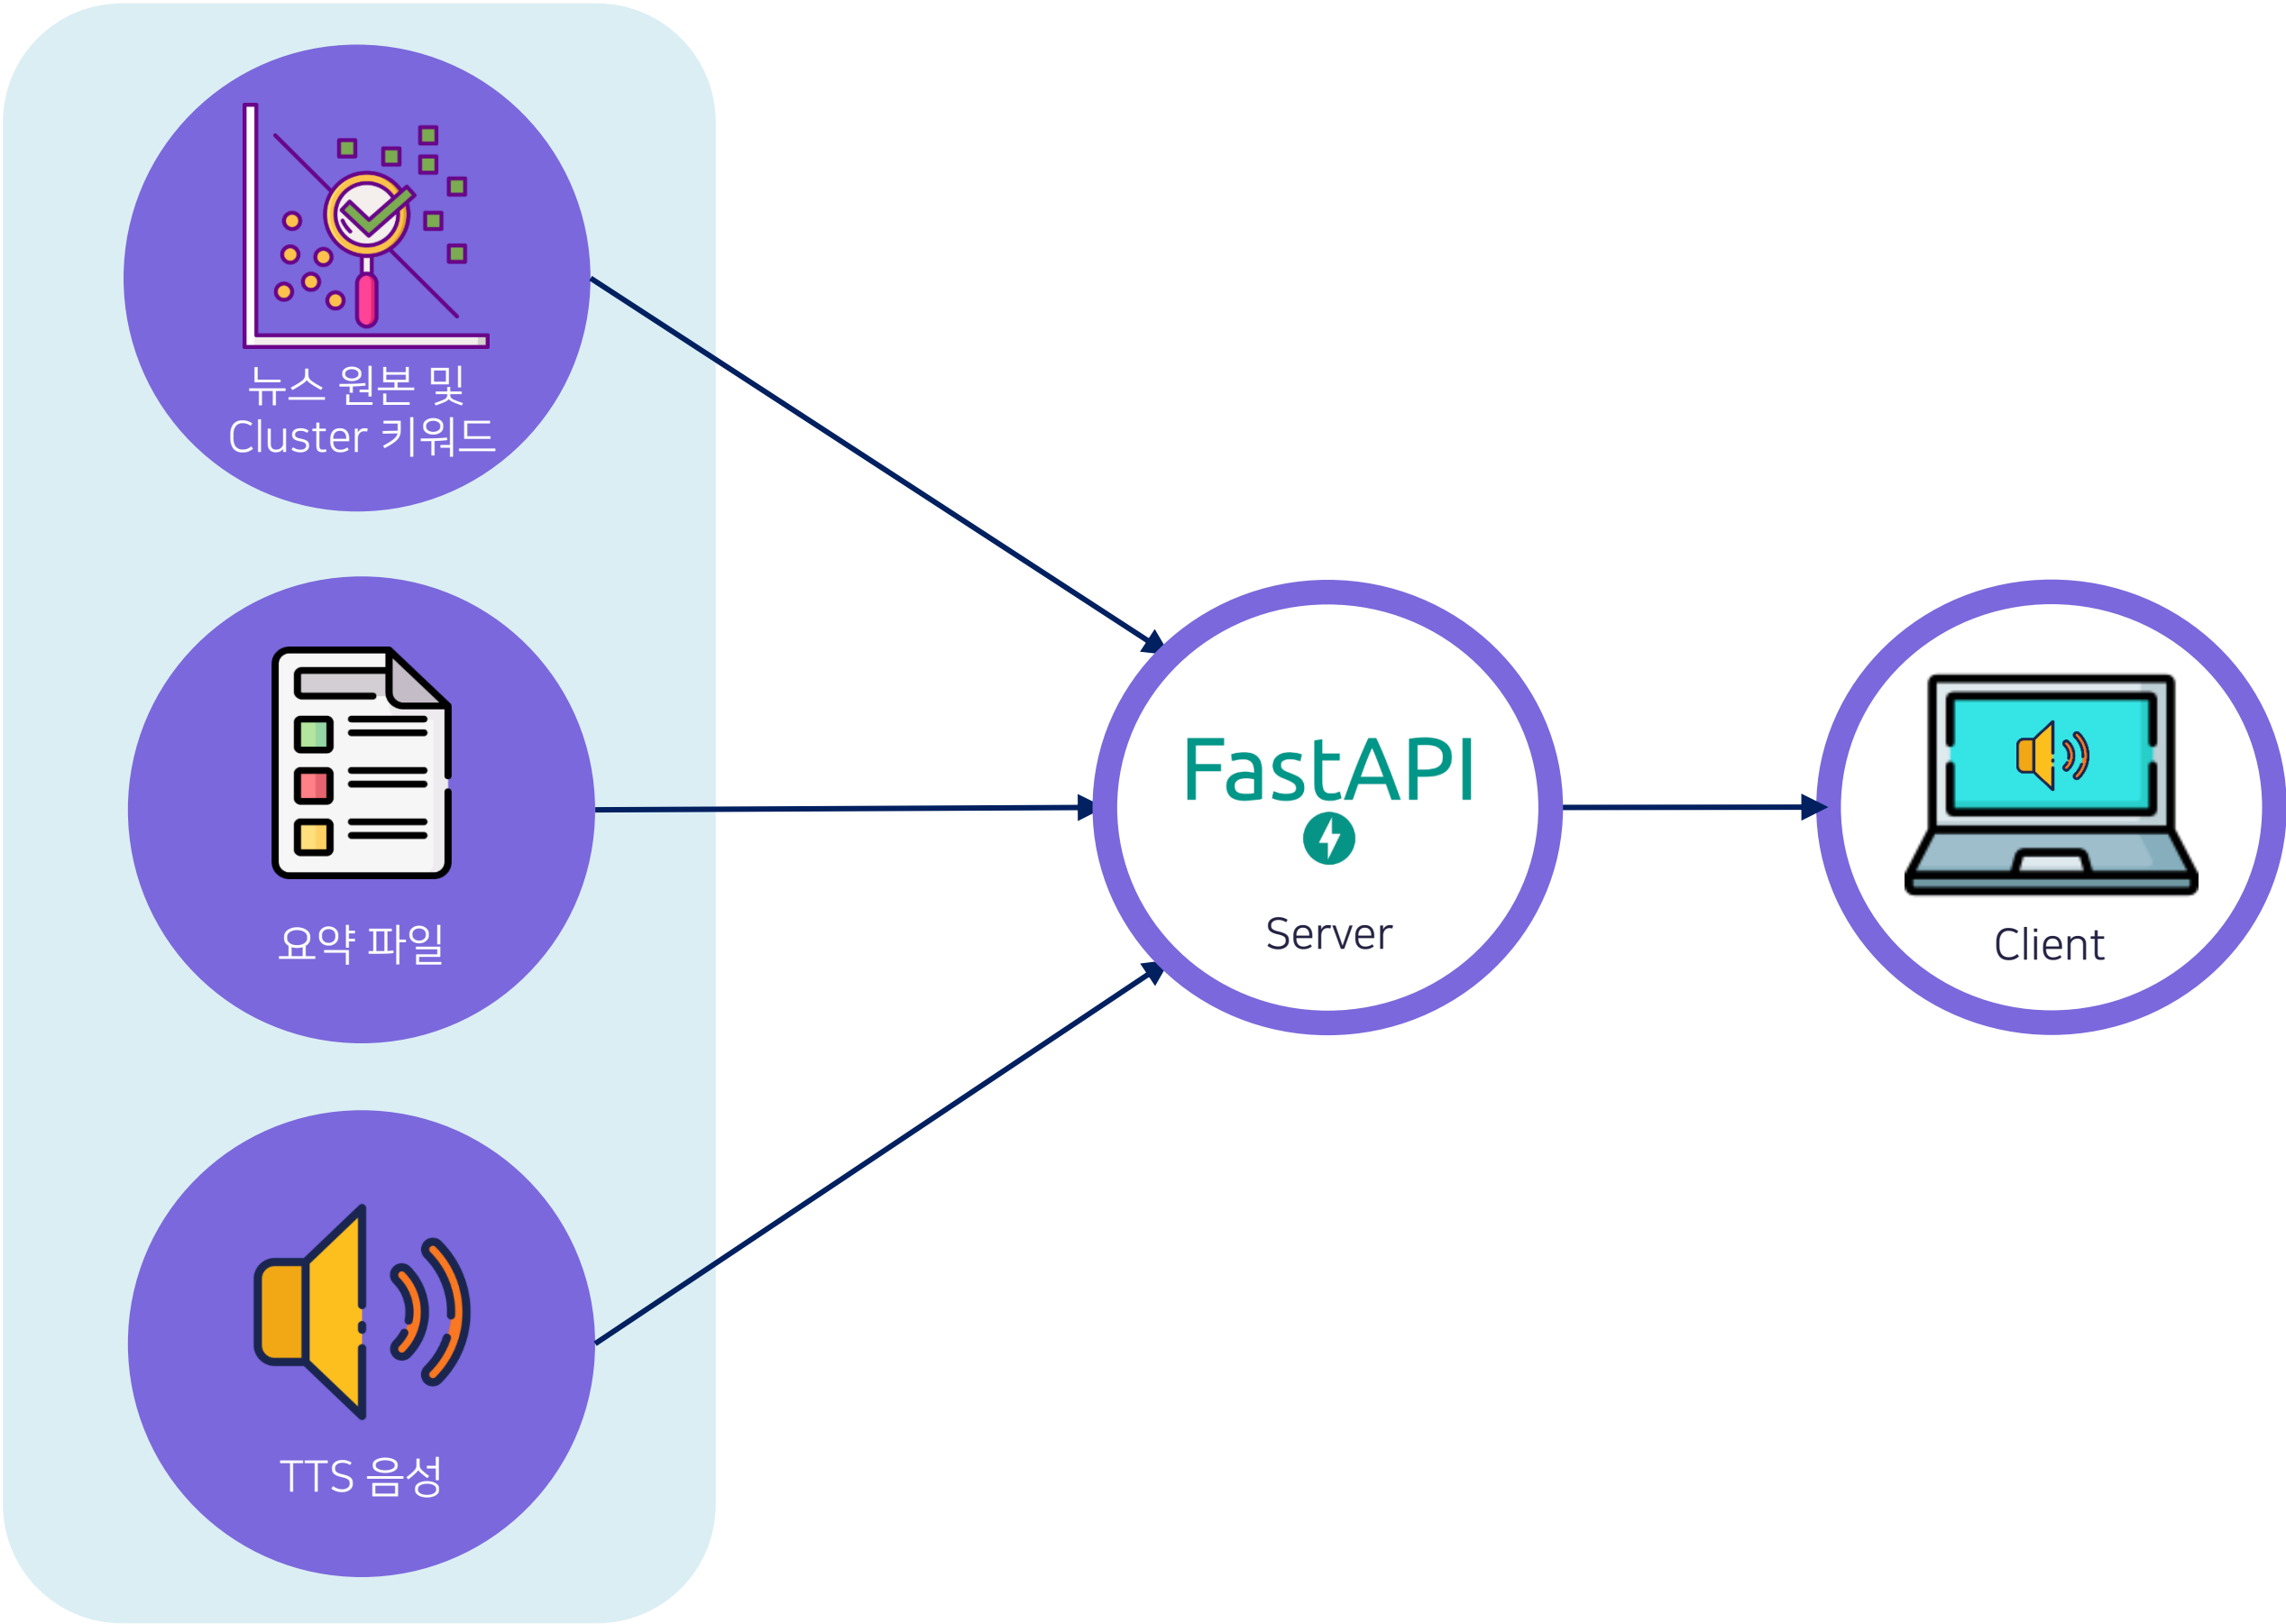 뉴스 원본 및
Cluster 키워드
요약 파일
TTS 음성
FastAPI
Server
Client